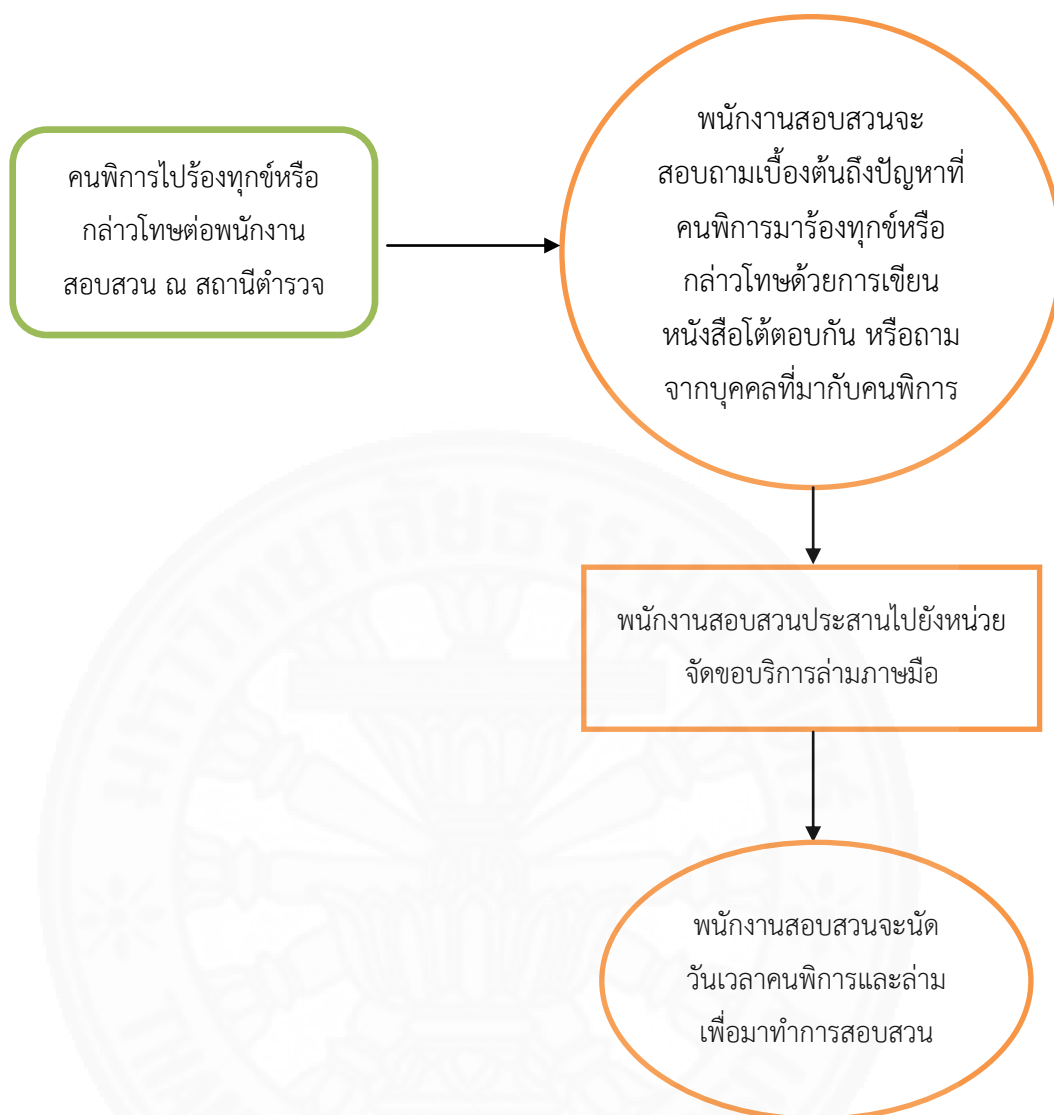 คนพิการไปร้องทุกข์หรือ
กล่าวโทษต่อพนักงาน
สอบสวน ณ สถานีตำรวจ
พนักงานสอบสวนจะ
สอบถามเบื้องต้นถึงปัญหาที่
คนพิการมาร้องทุกข์หรือ
กล่าวโทษด้วยการเขียน
หนังสือโต้ตอบกัน หรือถาม
จากบุคคลที่มากับคนพิการ
พนักงานสอบสวนประสานไปยังหน่วย
จัดขอบริการล่ามภาษมือ
พนักงานสอบสวนจะนัด
วันเวลาคนพิการและล่าม
เพื่อมาทำการสอบสวน